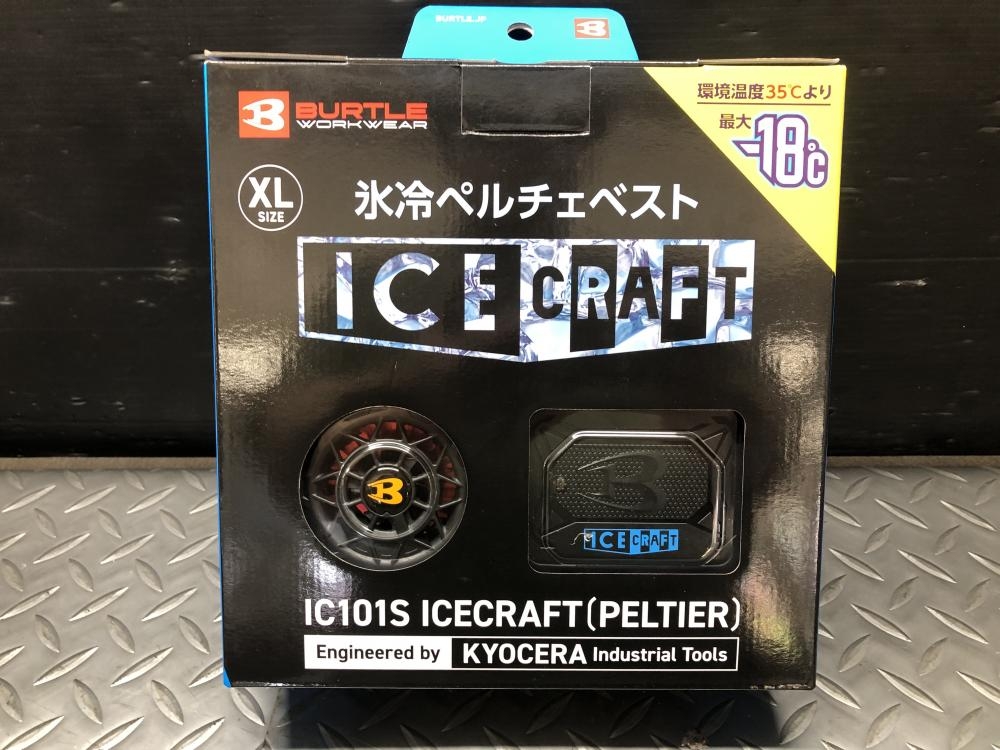 BURTLE.JP
B
BURTLE
WORKWEAR
環境温度35℃より
最大
-18℃
XL
SIZE
氷冷ペルチェベスト
ICE CRAFT
B
B
ICE CRAFT
IC101S ICECRAFT(PELTIER)
Engineered by KYOCERA Industrial Tools